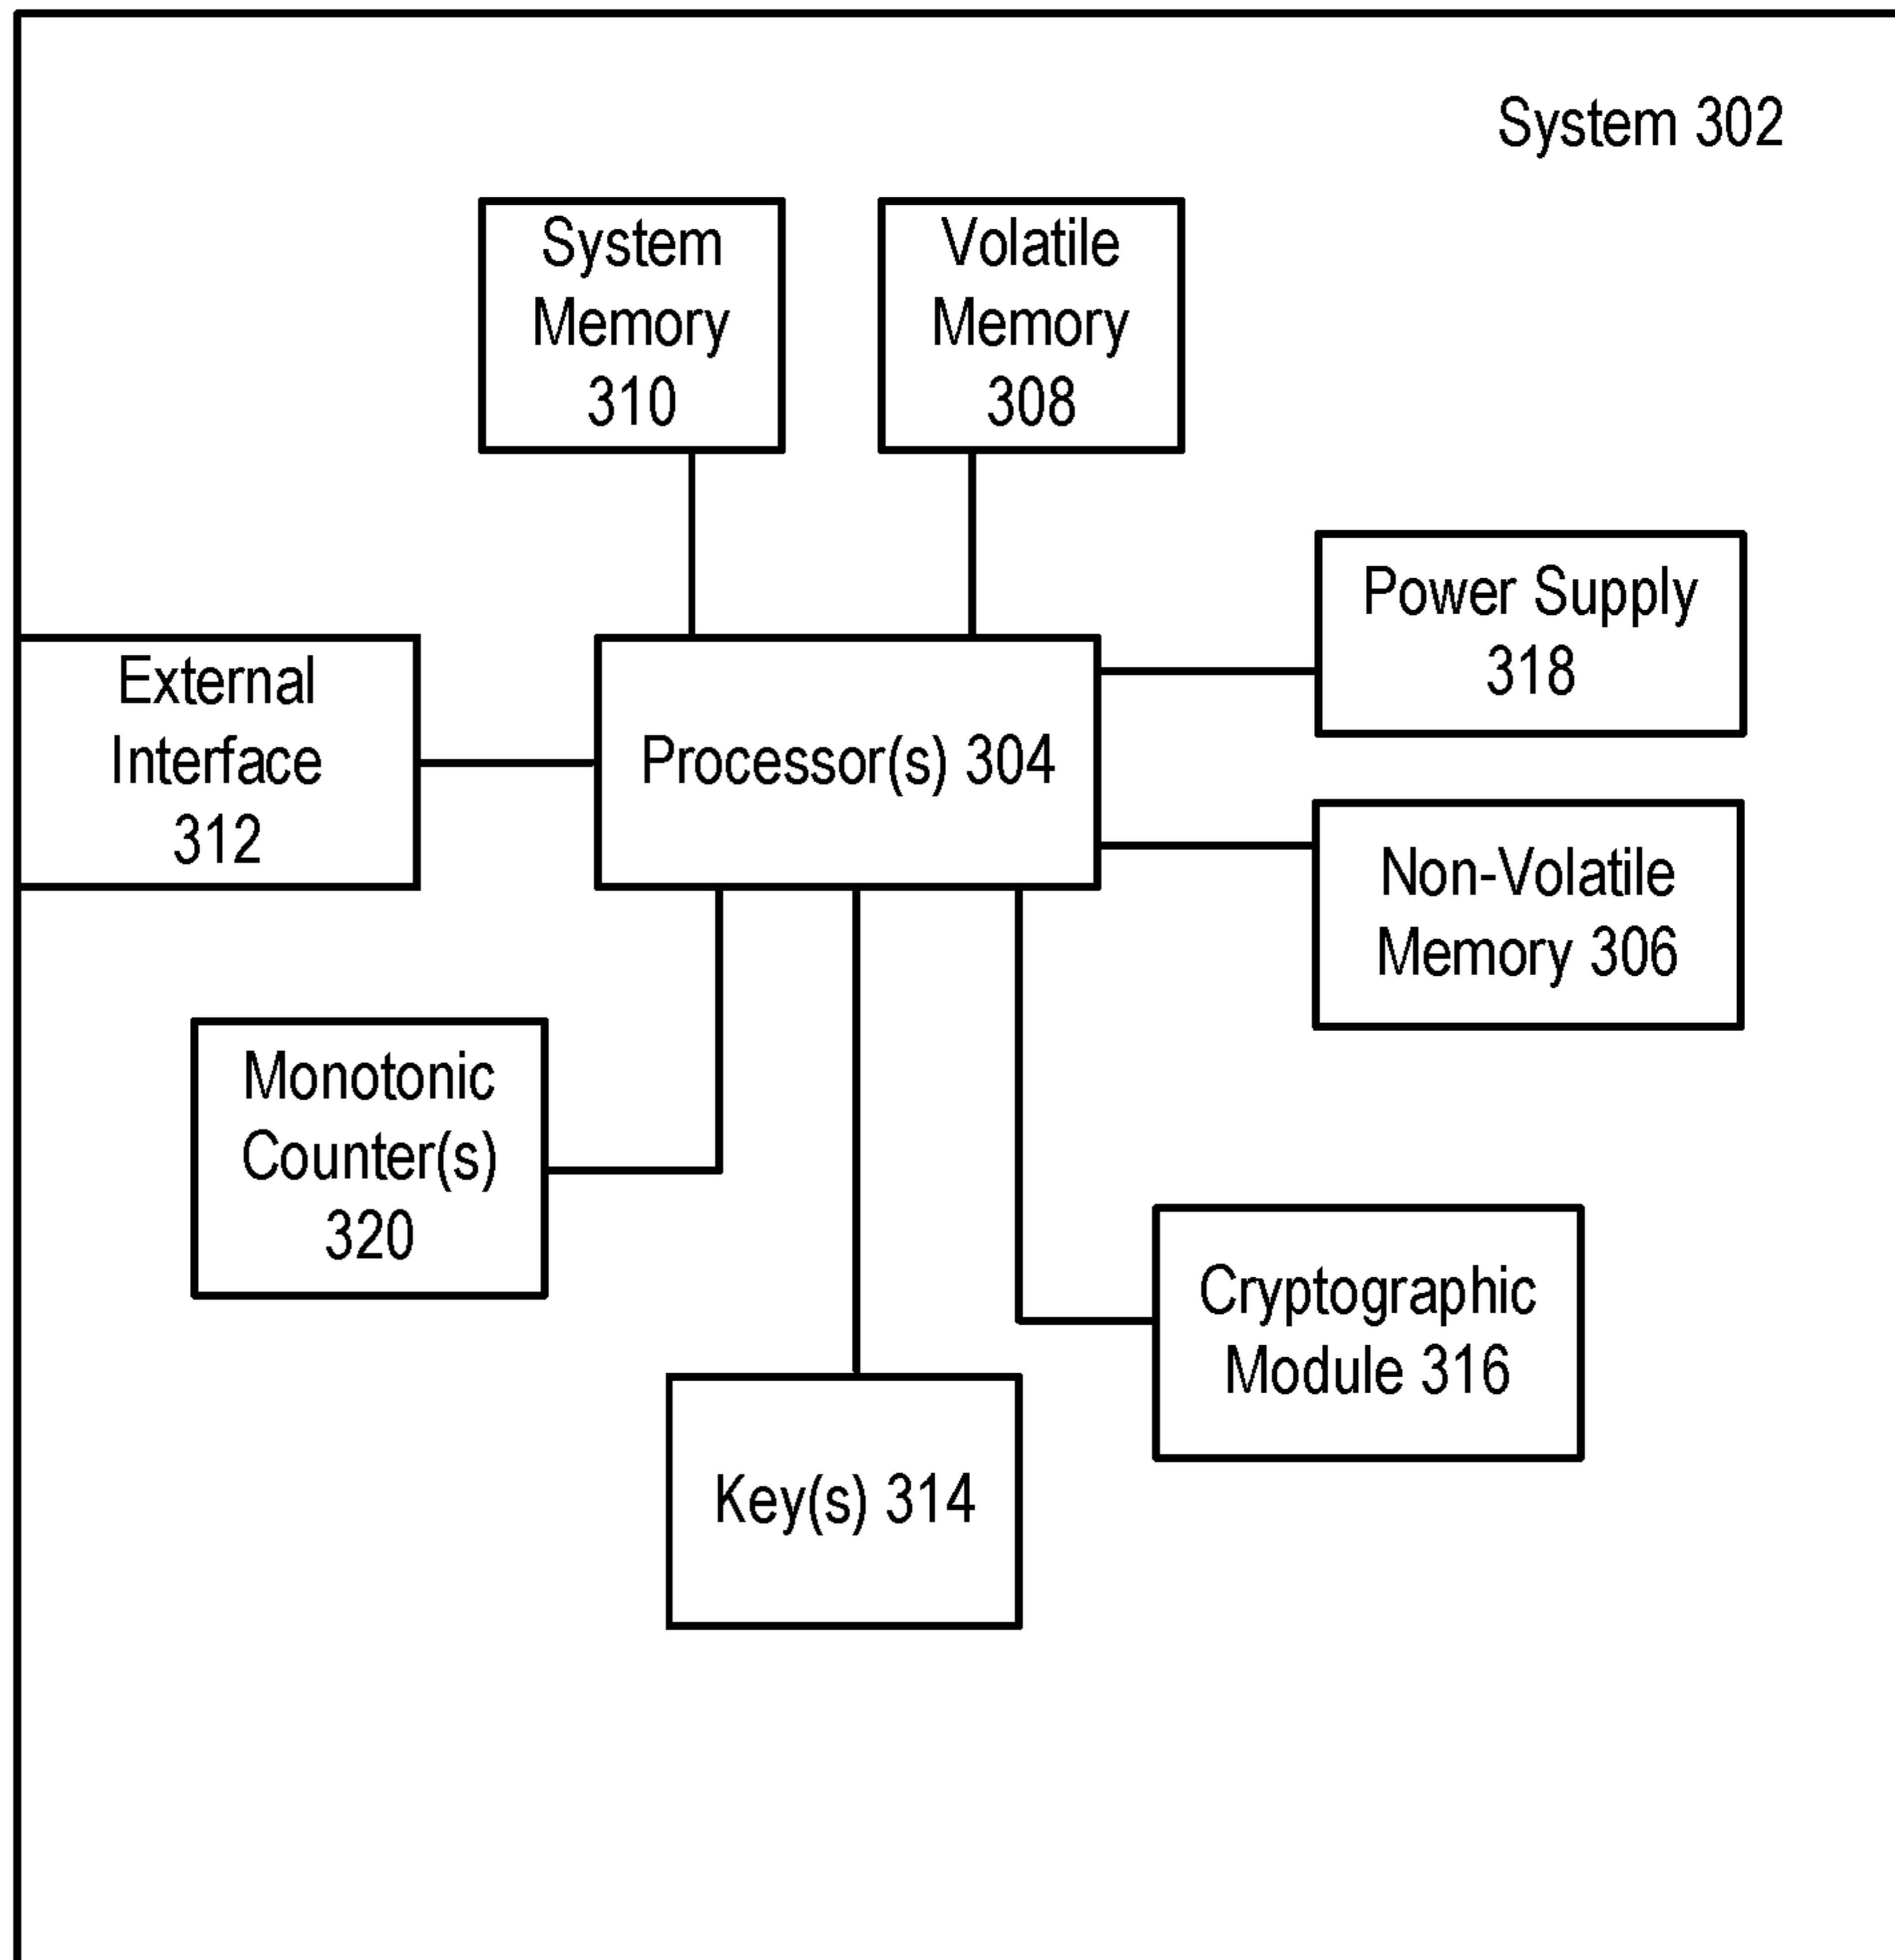 System 302
System
Memory
310
Volatile
Memory
308
Power Supply
318
External
Interface
312
Processor(s) 304
Non-Volatile
Memory 306
Monotonic
Counter(s)
320
Cryptographic
Module 316
Key(s) 314